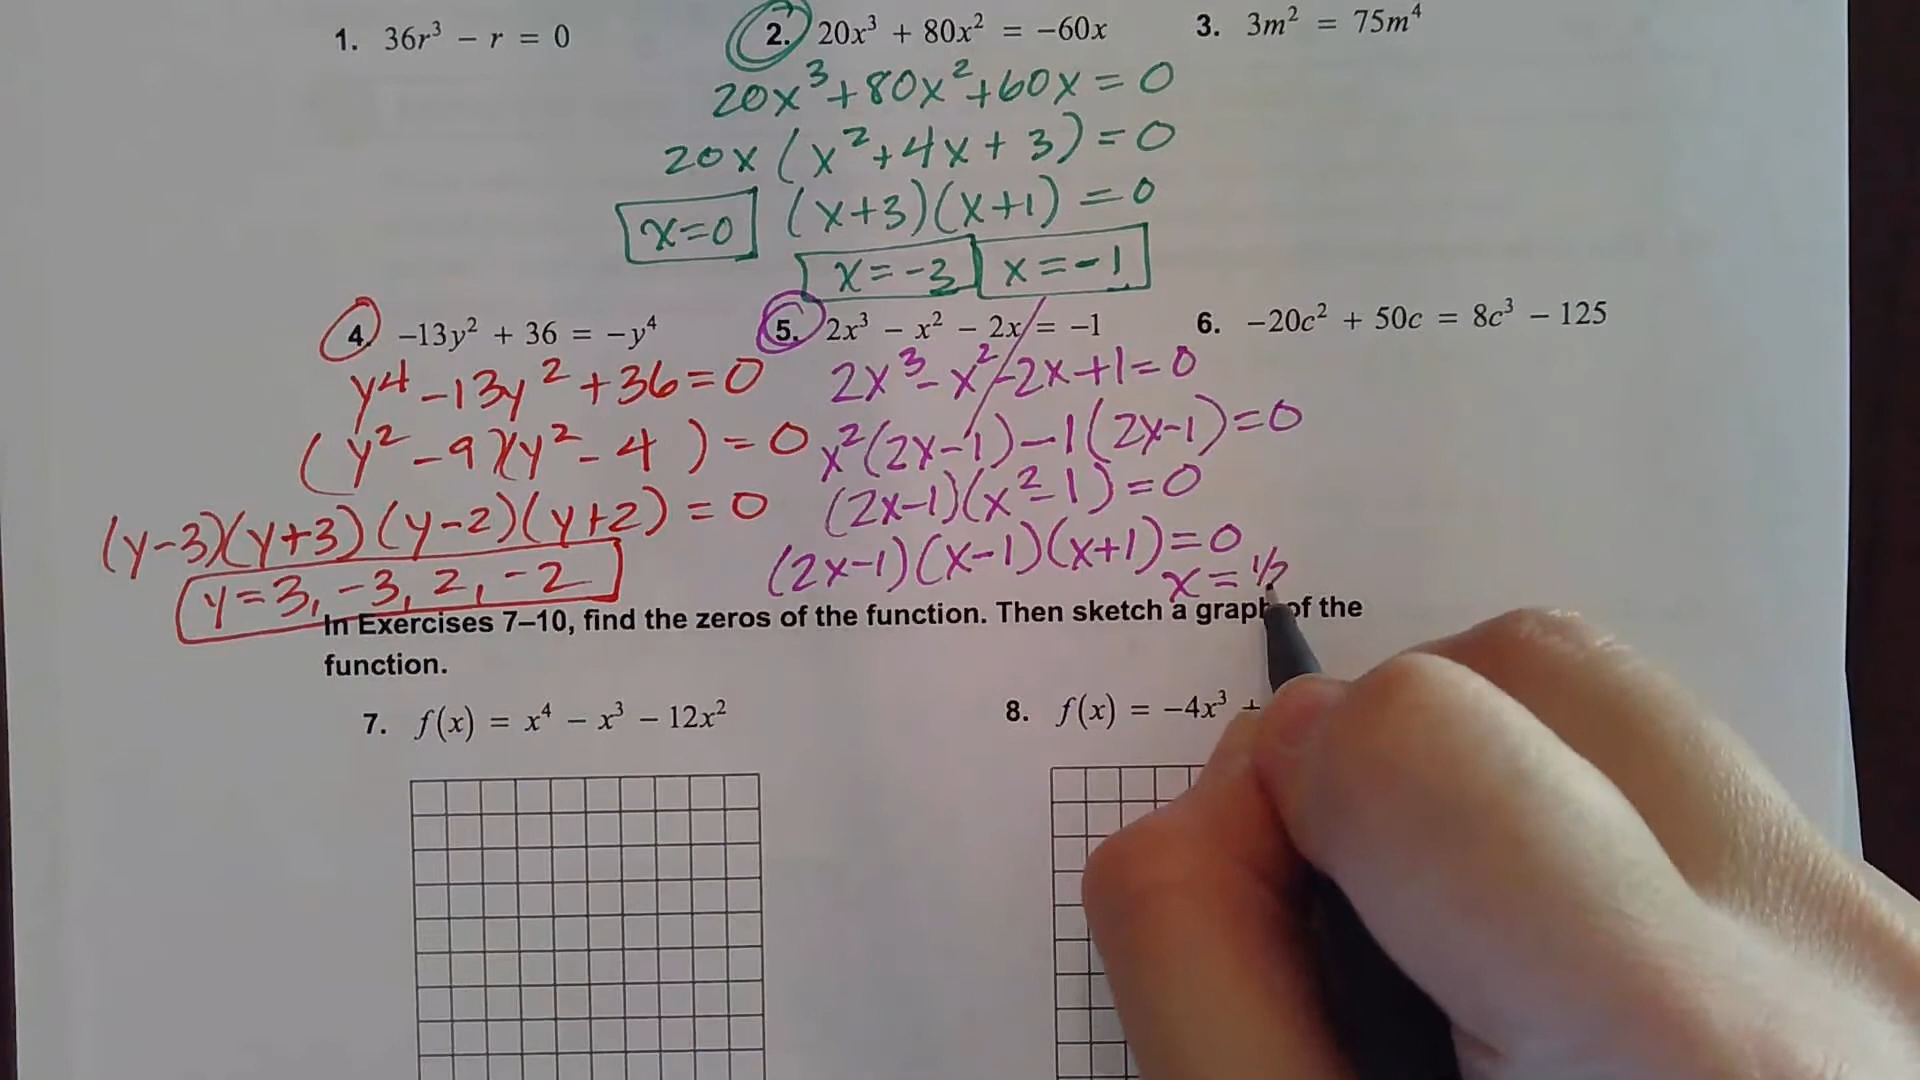 1. 36r³ − r = 0
2. 20x³ + 80x² = −60x
3. 3m² = 75m⁴
20x³+80x²+60x=0
20x(x²+4x+3)=0
x=0 (x+3)(x+1)=0
x=-3 x=-1
4. −13y² + 36 = −y⁴
5. 2x³ − x² − 2x = −1
6. −20c² + 50c = 8c³ − 125
y⁴-13y²+36=0
(y²-9)(y²-4)=0
(y-3)(y+3)(y-2)(y+2)=0
y=3,-3,2,-2
2x³-x²-2x+1=0
x²(2x-1)-1(2x-1)=0
(2x-1)(x²-1)=0
(2x-1)(x-1)(x+1)=0
x=1/2
In Exercises 7–10, find the zeros of the function. Then sketch a graph of the
function.
7. f(x) = x⁴ − x³ − 12x²
8. f(x) = −4x³ +